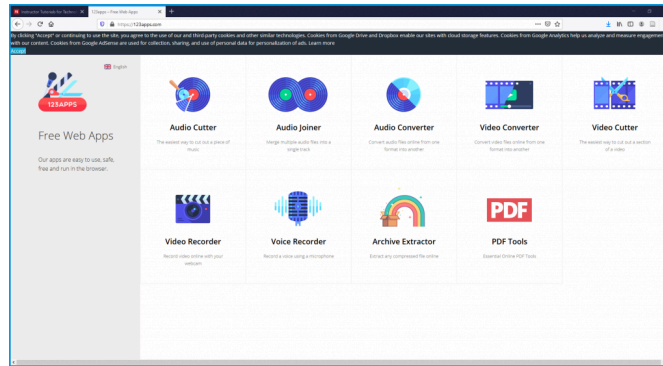 Instructor Tutorials for Techno
123apps – Free Web Apps
https://123apps.com
By clicking "Accept" or continuing to use the site, you agree to the use of our and third-party cookies and other similar technologies. Cookies from Google Drive and Dropbox enable our sites with cloud storage features. Cookies from Google Analytics help us analyze and measure engagement
with our content. Cookies from Google AdSense are used for collection, sharing, and use of personal data for personalization of ads. Learn more
Accept
English
123APPS
Free Web Apps
Our apps are easy to use, safe,
free and run in the browser.
Audio Cutter
The easiest way to cut out a piece of
music
Audio Joiner
Merge multiple audio files into a
single track
Audio Converter
Convert audio files online from one
format into another
Video Converter
Convert video files online from one
format into another
Video Cutter
The easiest way to cut out a section
of a video
Video Recorder
Record video online with your
webcam
Voice Recorder
Record a voice using a microphone
Archive Extractor
Extract any compressed file online
PDF
PDF Tools
Essential Online PDF Tools